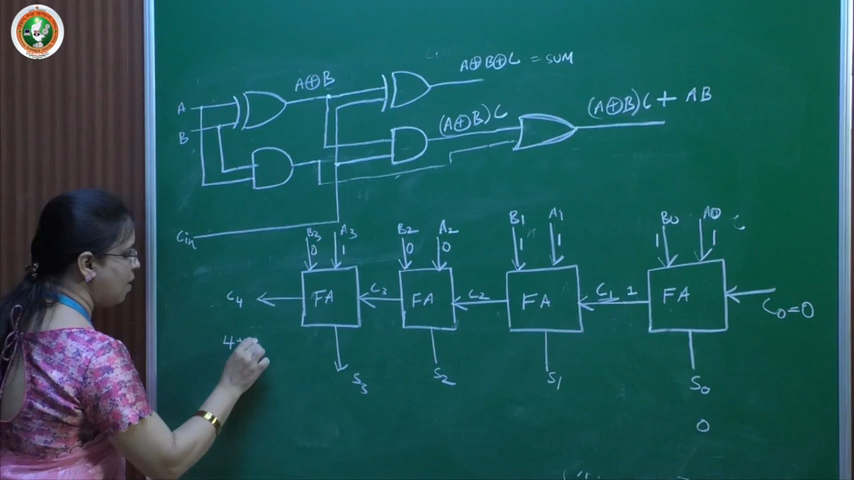 A⊕B
A⊕B⊕C = SUM
A
B
(A⊕B)C
(A⊕B)C + AB
Cin
B3 A3 B2 A2 B1 A1 B0 A0
0 1 0 0 1 1 1 1
C4 FA C3 FA C2 FA C1 1 FA C0=0
S3 S2 S1 S0
0